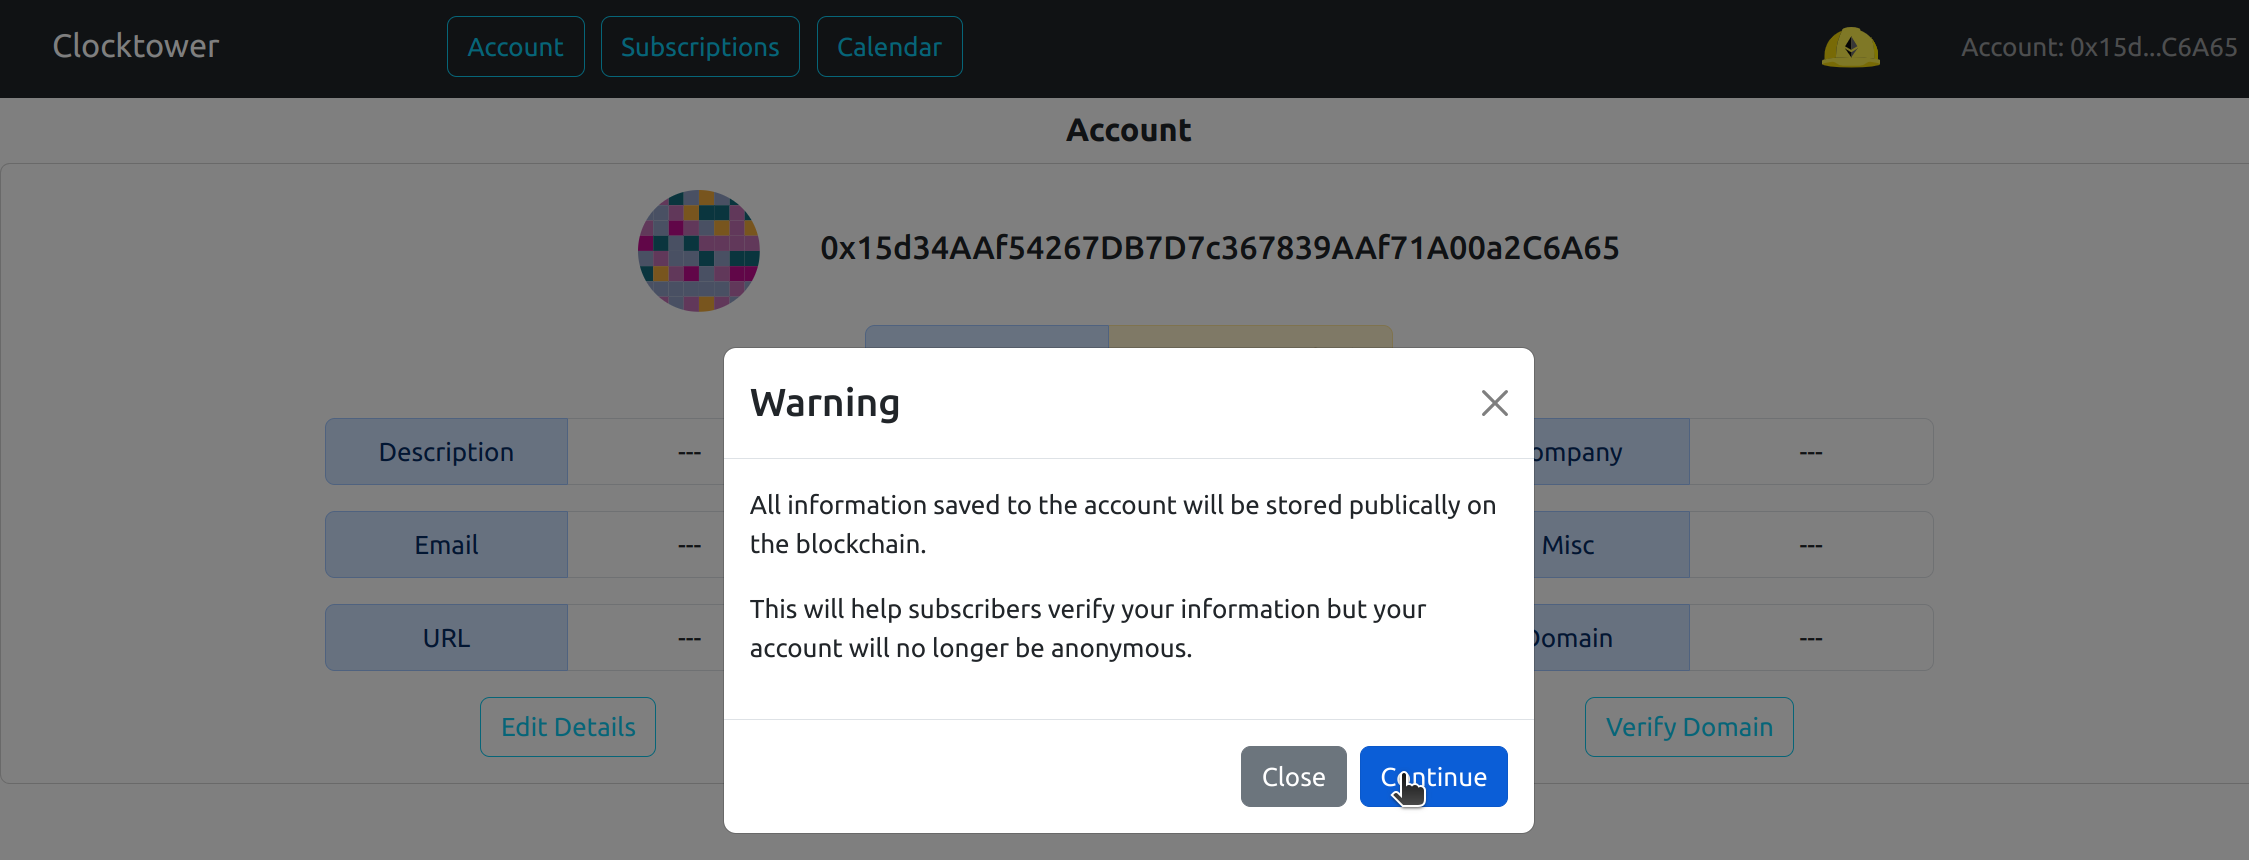 Clocktower
Account
Subscriptions
Calendar
Account: 0x15d...C6A65
Account
0x15d34AAf54267DB7D7c367839AAf71A00a2C6A65
Warning
All information saved to the account will be stored publically on
the blockchain.
This will help subscribers verify your information but your
account will no longer be anonymous.
Close
Continue
Description
---
ompany
---
Email
---
Misc
---
URL
---
Domain
---
Edit Details
Verify Domain